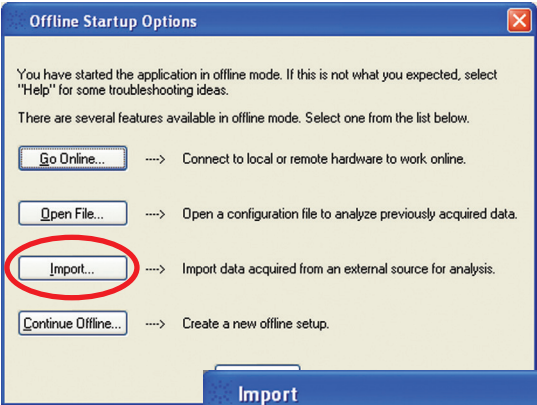 Offline Startup Options
You have started the application in offline mode. If this is not what you expected, select
"Help" for some troubleshooting ideas.
There are several features available in offline mode. Select one from the list below.
Go Online... ----> Connect to local or remote hardware to work online.
Open File... ----> Open a configuration file to analyze previously acquired data.
Import... ----> Import data acquired from an external source for analysis.
Continue Offline... ----> Create a new offline setup.
Import